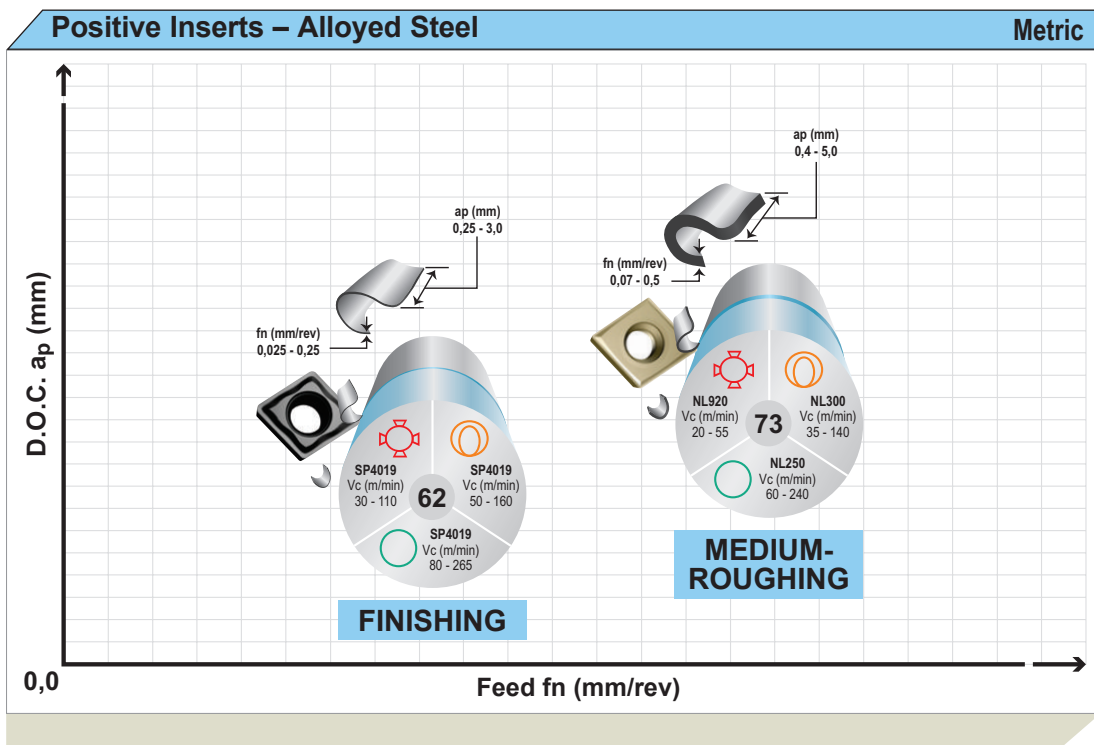 Positive Inserts – Alloyed Steel
Metric
D.O.C. ap (mm)
ap (mm)
0,25 - 3,0
fn (mm/rev)
0,025 - 0,25
SP4019
Vc (m/min)
30 - 110
SP4019
Vc (m/min)
50 - 160
62
SP4019
Vc (m/min)
80 - 265
FINISHING
ap (mm)
0,4 - 5,0
fn (mm/rev)
0,07 - 0,5
NL920
Vc (m/min)
20 - 55
NL300
Vc (m/min)
35 - 140
73
NL250
Vc (m/min)
60 - 240
MEDIUM-
ROUGHING
0,0
Feed fn (mm/rev)